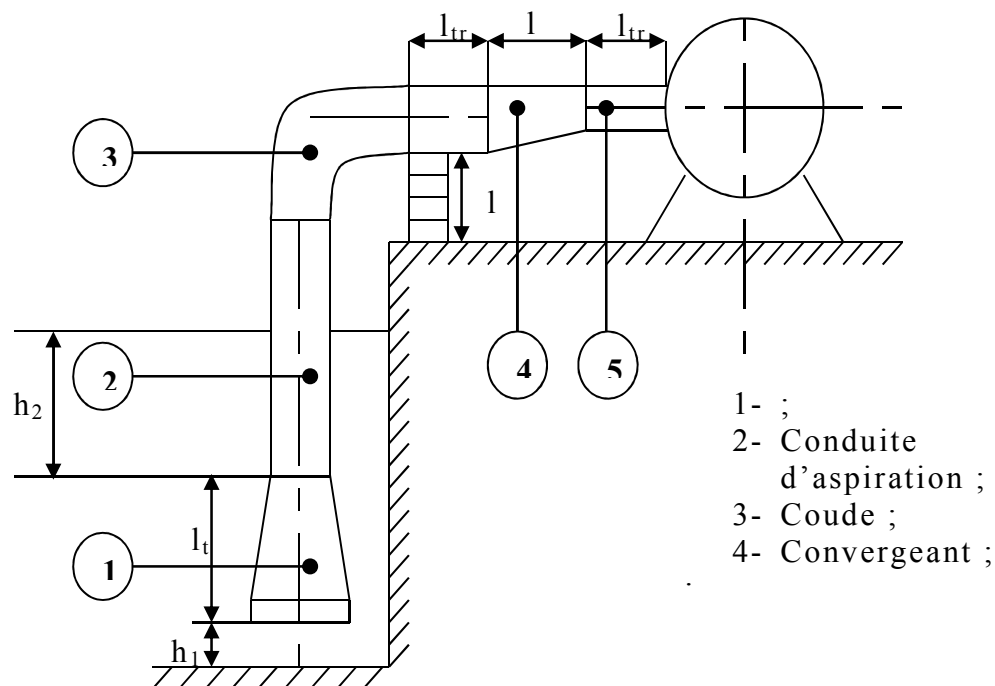 l_tr l l_tr
3
l
4 5
2
h_2
1- ;
2- Conduite
d'aspiration ;
3- Coude ;
4- Convergeant ;
.
l_t
1
h_1